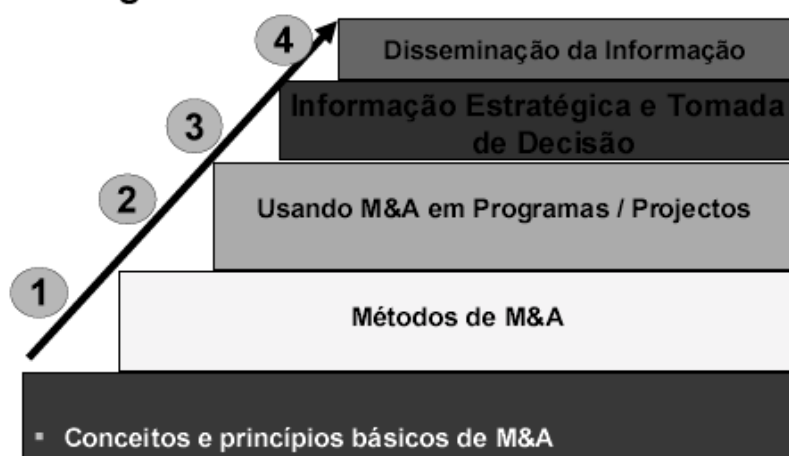 4
Disseminação da Informação
Informação Estratégica e Tomada
de Decisão
3
2
Usando M&A em Programas / Projectos
1
Métodos de M&A
▪ Conceitos e princípios básicos de M&A